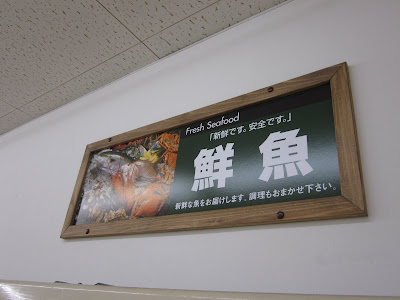 Fresh Seafood
「新鮮です。安全です。」
鮮魚
新鮮な魚をお届けします。調理もおまかせ下さい。